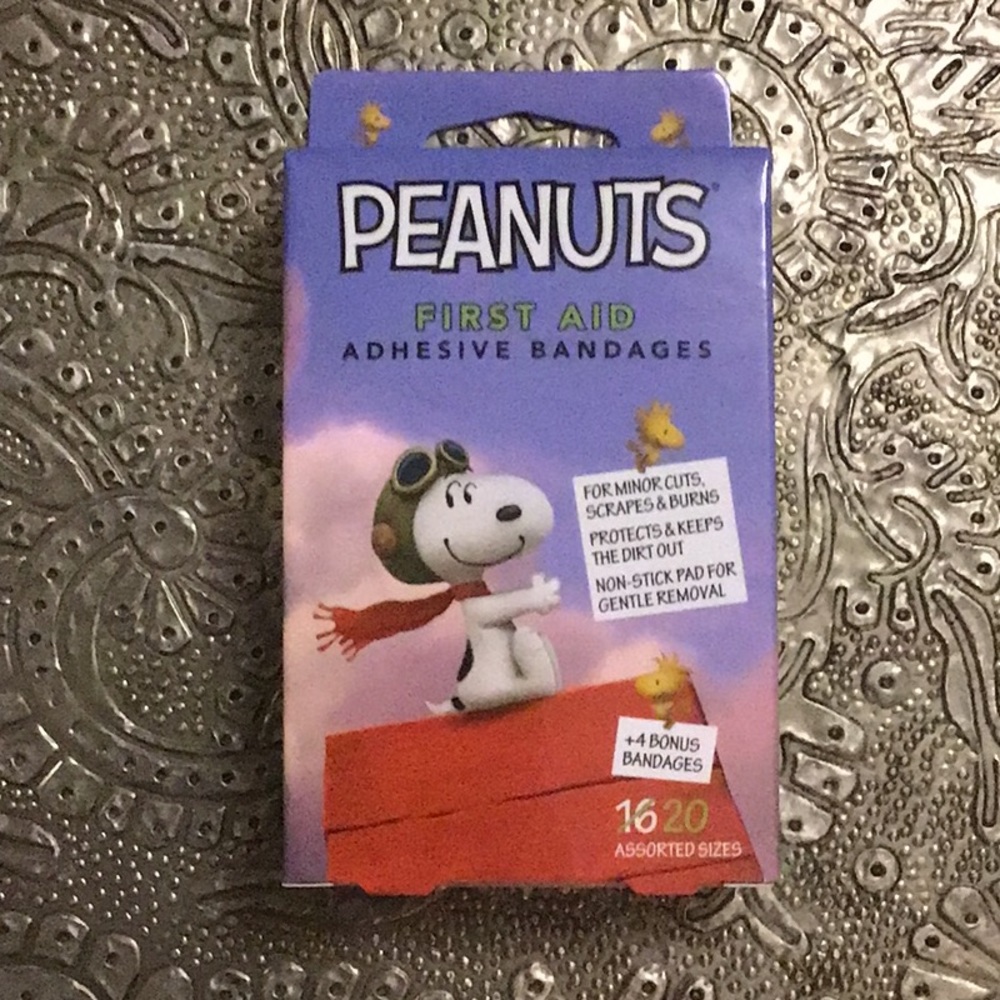 PEANUTS
FIRST AID
ADHESIVE BANDAGES
FOR MINOR CUTS,
SCRAPES & BURNS
PROTECTS & KEEPS
THE DIRT OUT
NON-STICK PAD FOR
GENTLE REMOVAL
+4 BONUS
BANDAGES
16 20
ASSORTED SIZES